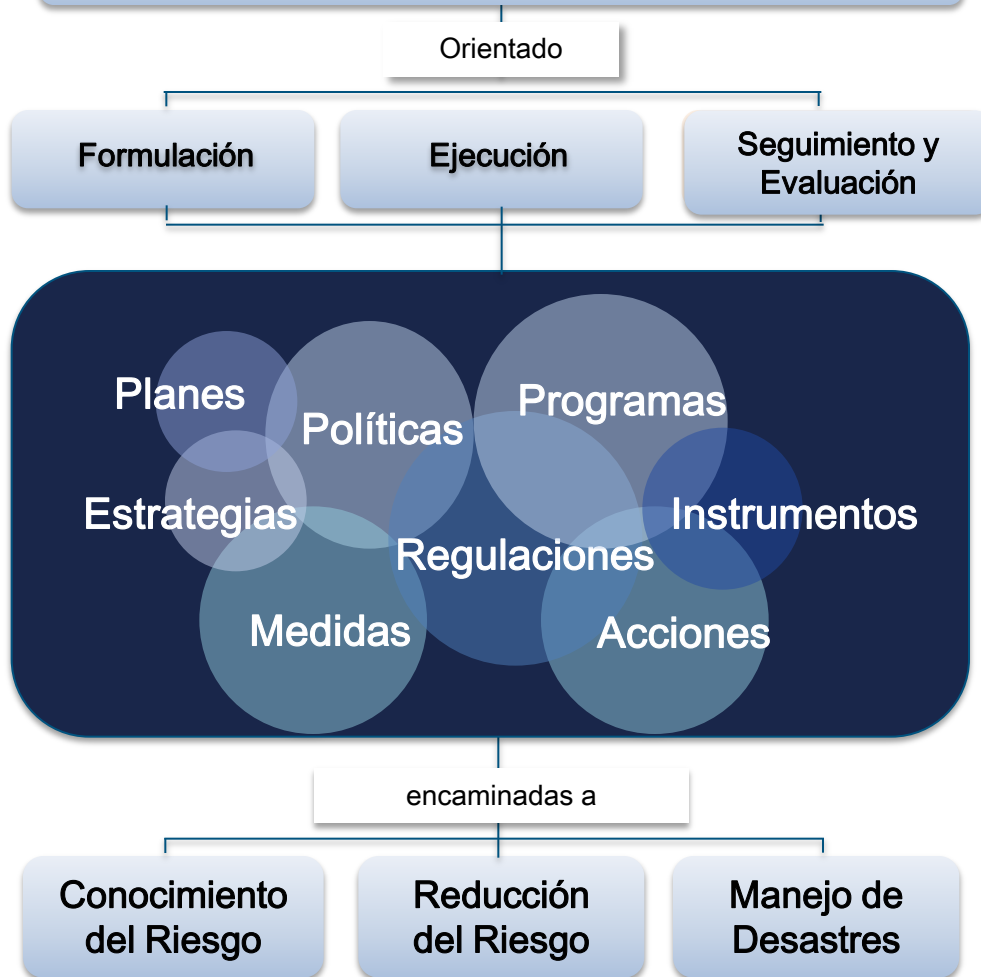 Orientado
Formulación
Ejecución
Seguimiento y
Evaluación
Planes
Políticas
Programas
Estrategias
Regulaciones
Instrumentos
Medidas
Acciones
encaminadas a
Conocimiento
del Riesgo
Reducción
del Riesgo
Manejo de
Desastres